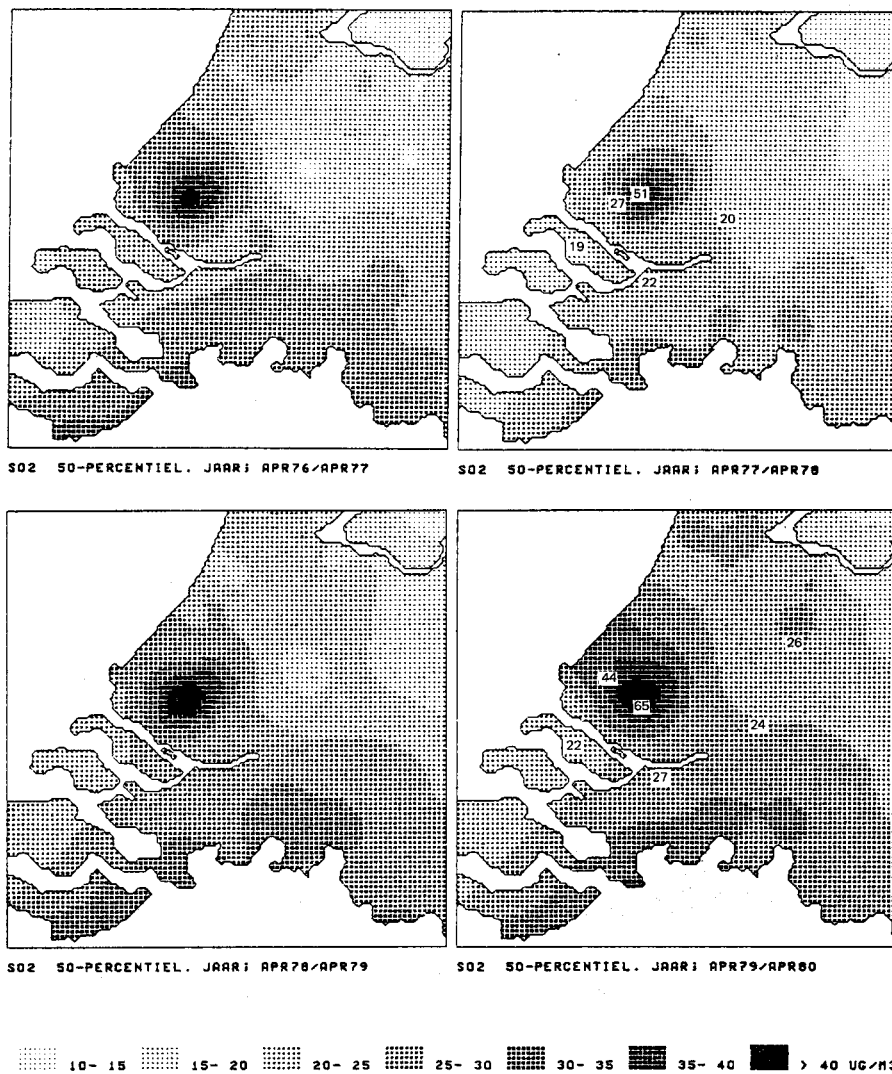 SO2 50-PERCENTIEL. JAAR; APR76/APR77
27
51
20
19
22
SO2 50-PERCENTIEL. JAAR; APR77/APR78
SO2 50-PERCENTIEL. JAAR; APR78/APR79
26
44
65
24
22
27
SO2 50-PERCENTIEL. JAAR; APR79/APR80
10- 15 15- 20 20- 25 25- 30 30- 35 35- 40 > 40 UG/M3